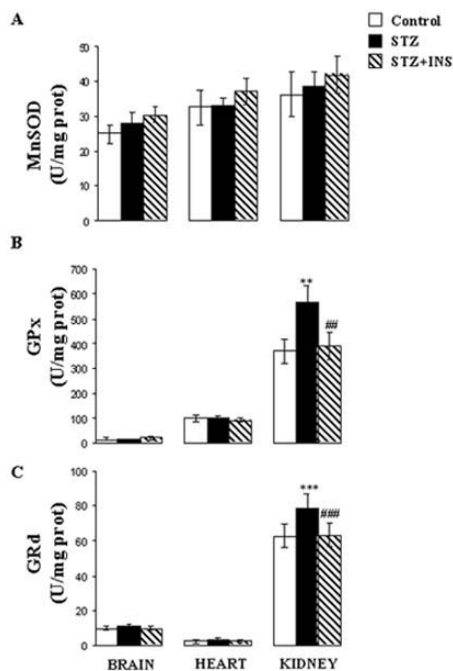 A
Control
STZ
STZ+INS
MnSOD
(U/mg prot)
50
40
30
20
10
0
B
GPx
(U/mg prot)
700
600
500
400
300
200
100
0
**
##
C
GRd
(U/mg prot)
100
80
60
40
20
0
***
###
BRAIN HEART KIDNEY